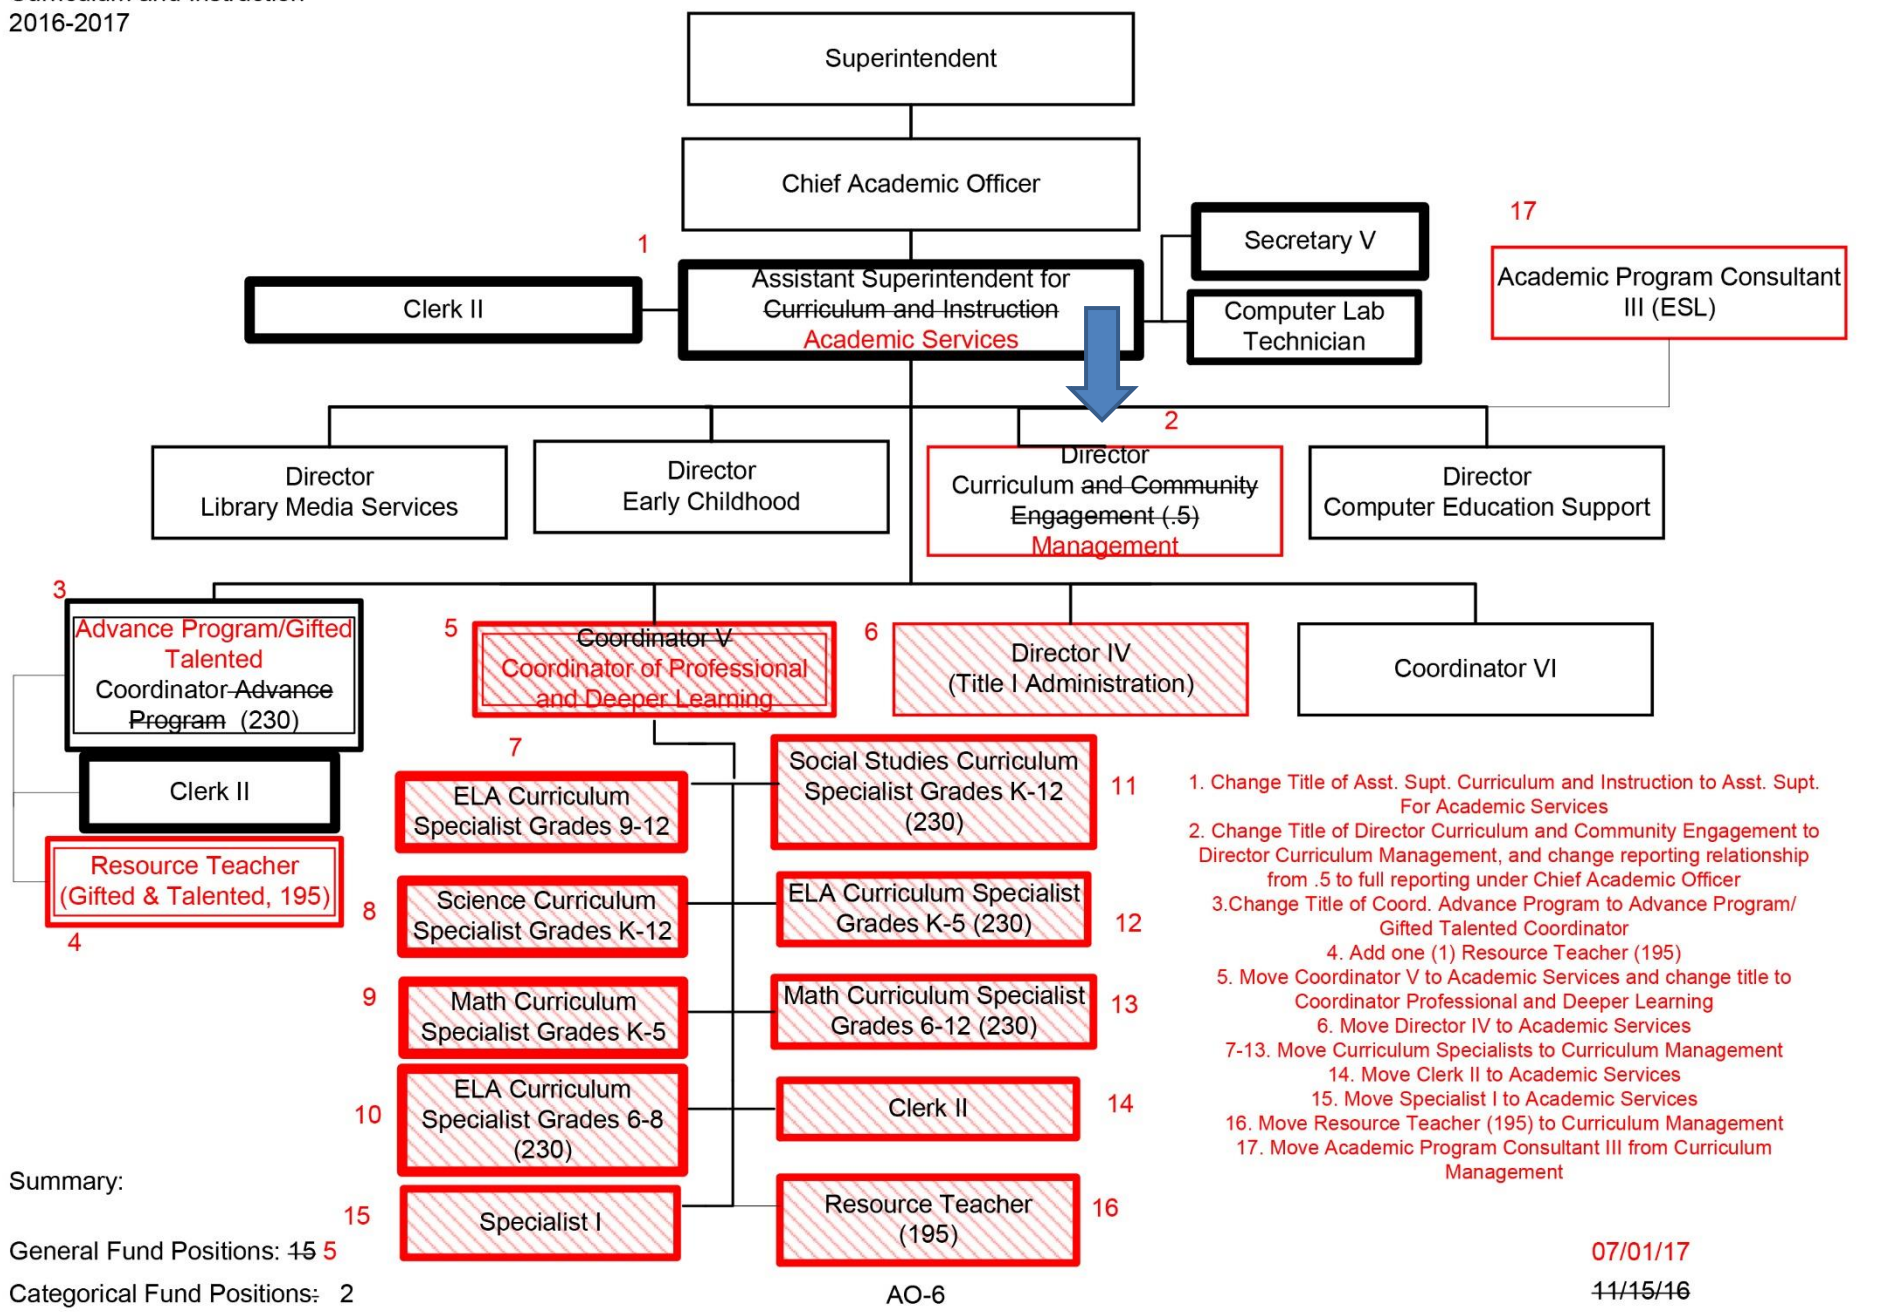 Curriculum and Instruction
2016-2017
Superintendent
Chief Academic Officer
1
Clerk II
Assistant Superintendent for
Curriculum and Instruction
Academic Services
Secretary V
Computer Lab
Technician
17
Academic Program Consultant
III (ESL)
Director
Library Media Services
Director
Early Childhood
2
Director
Curriculum and Community
Engagement (.5)
Management
Director
Computer Education Support
3
Advance Program/Gifted
Talented
Coordinator Advance
Program (230)
Clerk II
Resource Teacher
(Gifted & Talented, 195)
4
5
Coordinator V
Coordinator of Professional
and Deeper Learning
6
Director IV
(Title I Administration)
Coordinator VI
7
ELA Curriculum
Specialist Grades 9-12
Social Studies Curriculum
Specialist Grades K-12
(230)
11
8
Science Curriculum
Specialist Grades K-12
ELA Curriculum Specialist
Grades K-5 (230)
12
9
Math Curriculum
Specialist Grades K-5
Math Curriculum Specialist
Grades 6-12 (230)
13
10
ELA Curriculum
Specialist Grades 6-8
(230)
Clerk II
14
15
Specialist I
Resource Teacher
(195)
16
1. Change Title of Asst. Supt. Curriculum and Instruction to Asst. Supt.
For Academic Services
2. Change Title of Director Curriculum and Community Engagement to
Director Curriculum Management, and change reporting relationship
from .5 to full reporting under Chief Academic Officer
3.Change Title of Coord. Advance Program to Advance Program/
Gifted Talented Coordinator
4. Add one (1) Resource Teacher (195)
5. Move Coordinator V to Academic Services and change title to
Coordinator Professional and Deeper Learning
6. Move Director IV to Academic Services
7-13. Move Curriculum Specialists to Curriculum Management
14. Move Clerk II to Academic Services
15. Move Specialist I to Academic Services
16. Move Resource Teacher (195) to Curriculum Management
17. Move Academic Program Consultant III from Curriculum
Management
Summary:
General Fund Positions: 15 5
Categorical Fund Positions: 2
AO-6
07/01/17
11/15/16